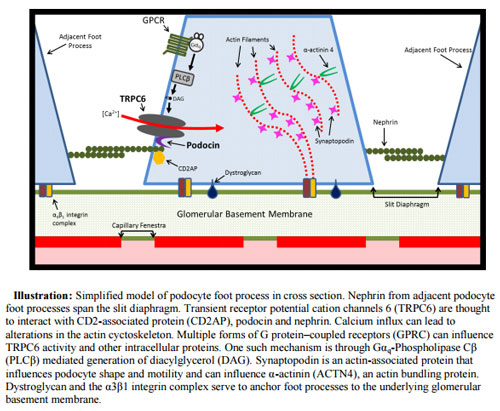 GPCR
Gαq
PLCβ
DAG
TRPC6
[Ca²⁺]
Podocin
CD2AP
Adjacent Foot
Process
Actin Filaments
α-actinin 4
Synaptopodin
Adjacent Foot
Process
Nephrin
Dystroglycan
Slit Diaphragm
Glomerular Basement Membrane
α₃β₁ integrin
complex
Capillary Fenestra
Illustration: Simplified model of podocyte foot process in cross section. Nephrin from adjacent podocyte
foot processes span the slit diaphragm. Transient receptor potential cation channels 6 (TRPC6) are thought
to interact with CD2-associated protein (CD2AP), podocin and nephrin. Calcium influx can lead to
alterations in the actin cyctoskeleton. Multiple forms of G protein–coupled receptors (GPRC) can influence
TRPC6 activity and other intracellular proteins. One such mechanism is through Gαq-Phospholipase Cβ
(PLCβ) mediated generation of diacylglycerol (DAG). Synaptopodin is an actin-associated protein that
influences podocyte shape and motility and can influence α-actinin (ACTN4), an actin bundling protein.
Dystroglycan and the α3β1 integrin complex serve to anchor foot processes to the underlying glomerular
basement membrane.